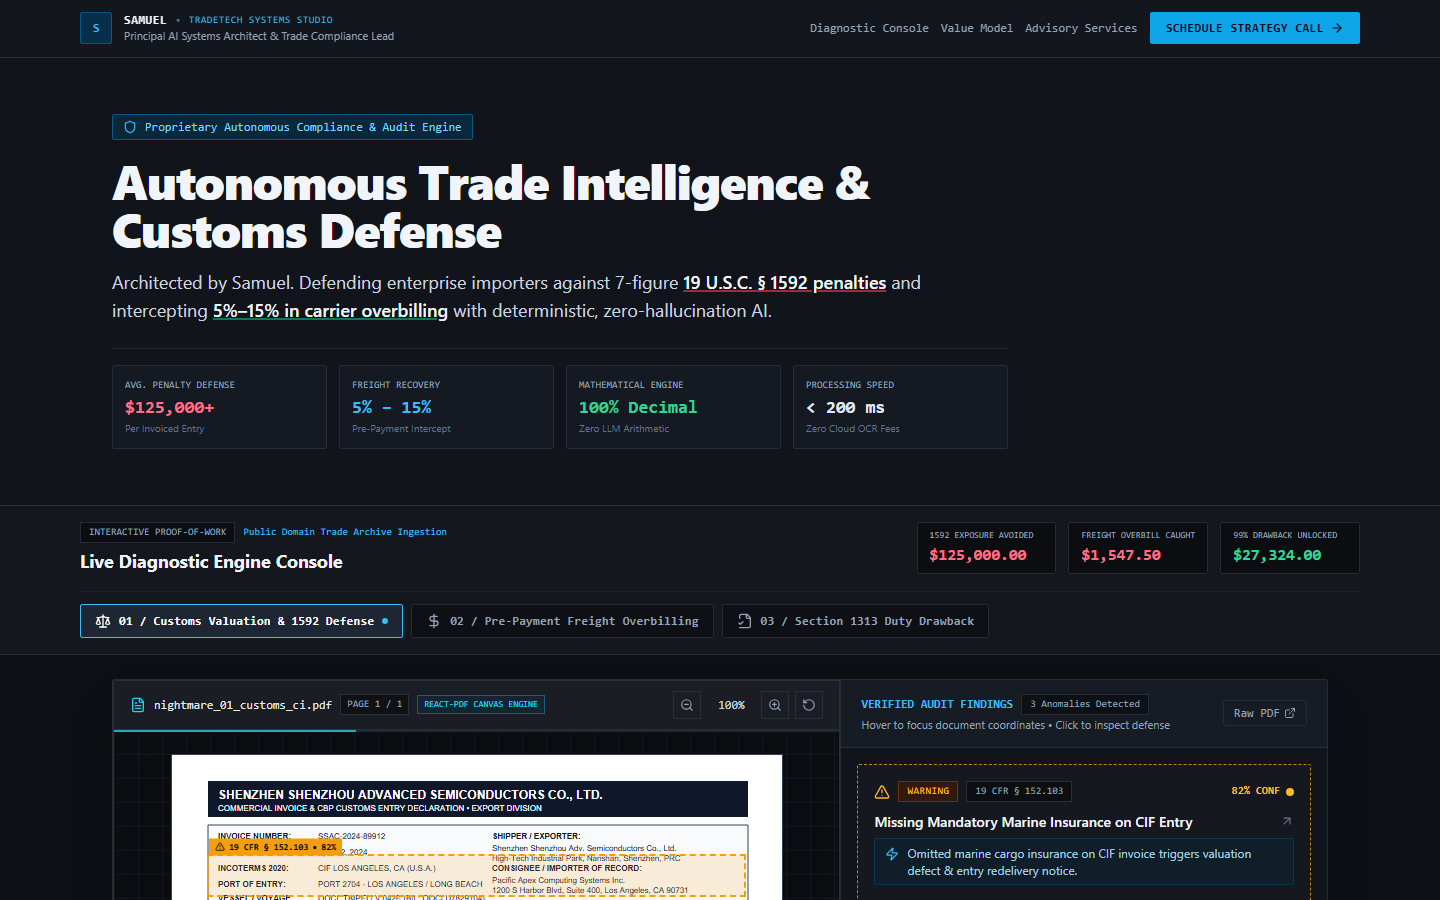 S
SAMUEL • TRADETECH SYSTEMS STUDIO
Principal AI Systems Architect & Trade Compliance Lead
Diagnostic Console
Value Model
Advisory Services
SCHEDULE STRATEGY CALL →
Proprietary Autonomous Compliance & Audit Engine
Autonomous Trade Intelligence &
Customs Defense
Architected by Samuel. Defending enterprise importers against 7-figure 19 U.S.C. § 1592 penalties and
intercepting 5%–15% in carrier overbilling with deterministic, zero-hallucination AI.
AVG. PENALTY DEFENSE
$125,000+
Per Invoiced Entry
FREIGHT RECOVERY
5% – 15%
Pre-Payment Intercept
MATHEMATICAL ENGINE
100% Decimal
Zero LLM Arithmetic
PROCESSING SPEED
< 200 ms
Zero Cloud OCR Fees
INTERACTIVE PROOF-OF-WORK
Public Domain Trade Archive Ingestion
Live Diagnostic Engine Console
1592 EXPOSURE AVOIDED
$125,000.00
FREIGHT OVERBILL CAUGHT
$1,547.50
99% DRAWBACK UNLOCKED
$27,324.00
01 / Customs Valuation & 1592 Defense
02 / Pre-Payment Freight Overbilling
03 / Section 1313 Duty Drawback
nightmare_01_customs_ci.pdf
PAGE 1 / 1
REACT-PDF CANVAS ENGINE
100%
SHENZHEN SHENZHOU ADVANCED SEMICONDUCTORS CO., LTD.
COMMERCIAL INVOICE & CBP CUSTOMS ENTRY DECLARATION • EXPORT DIVISION
INVOICE NUMBER: SSAC-2024-89912
SHIPPER / EXPORTER:
19 CFR § 152.103 • 82%
2, 2024
Shenzhen Shenzhou Adv. Semiconductors Co., Ltd.
High-Tech Industrial Park, Nanshan, Shenzhen, PRC
INCOTERMS 2020: CIF LOS ANGELES, CA (U.S.A.)
CONSIGNEE / IMPORTER OF RECORD:
Pacific Apex Computing Systems Inc.
PORT OF ENTRY: PORT 2704 - LOS ANGELES / LONG BEACH
1200 S Harbor Blvd, Suite 400, Los Angeles, CA 90731
VESSEL / VOYAGE
VERIFIED AUDIT FINDINGS
3 Anomalies Detected
Hover to focus document coordinates • Click to inspect defense
Raw PDF
WARNING
19 CFR § 152.103
82% CONF
Missing Mandatory Marine Insurance on CIF Entry
Omitted marine cargo insurance on CIF invoice triggers valuation
defect & entry redelivery notice.